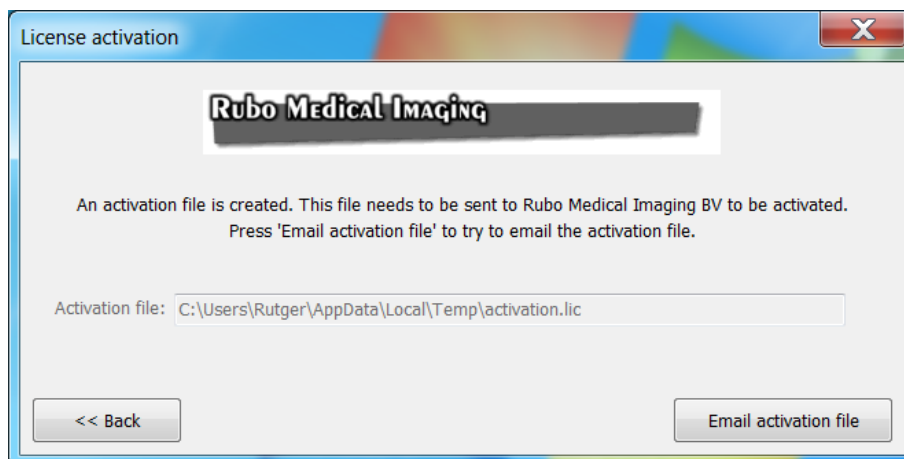 License activation
Rubo Medical Imaging
An activation file is created. This file needs to be sent to Rubo Medical Imaging BV to be activated.
Press 'Email activation file' to try to email the activation file.
Activation file: C:\Users\Rutger\AppData\Local\Temp\activation.lic
<< Back
Email activation file